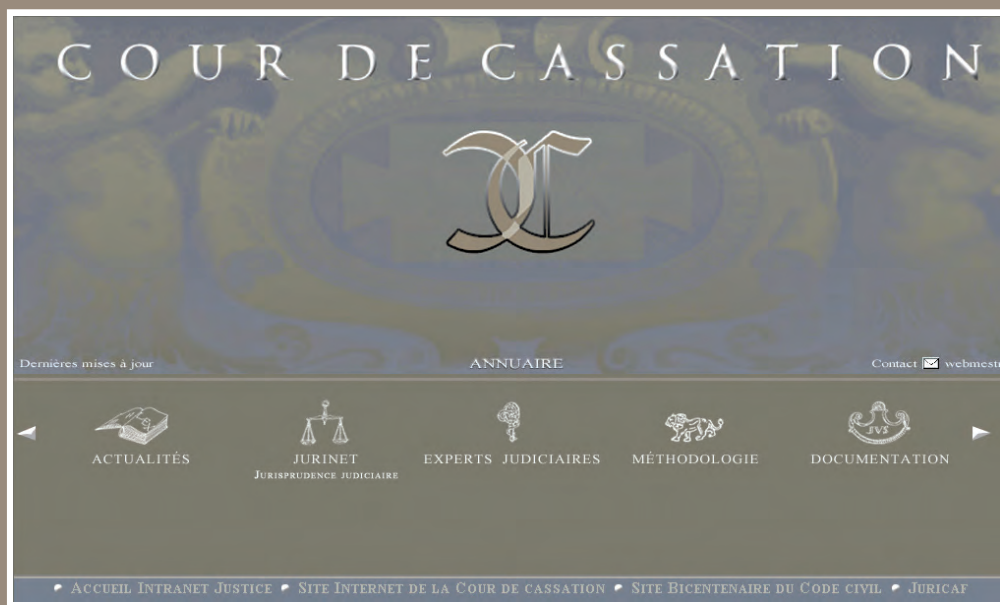 COUR DE CASSATION
Dernières mises à jour
ANNUAIRE
Contact
ACTUALITÉS
JURINET
JURISPRUDENCE JUDICIAIRE
EXPERTS JUDICIAIRES
MÉTHODOLOGIE
SVS
DOCUMENTATION
ACCUEIL INTRANET JUSTICE
SITE INTERNET DE LA COUR DE CASSATION
SITE BICENTENAIRE DU CODE CIVIL
JURICAF